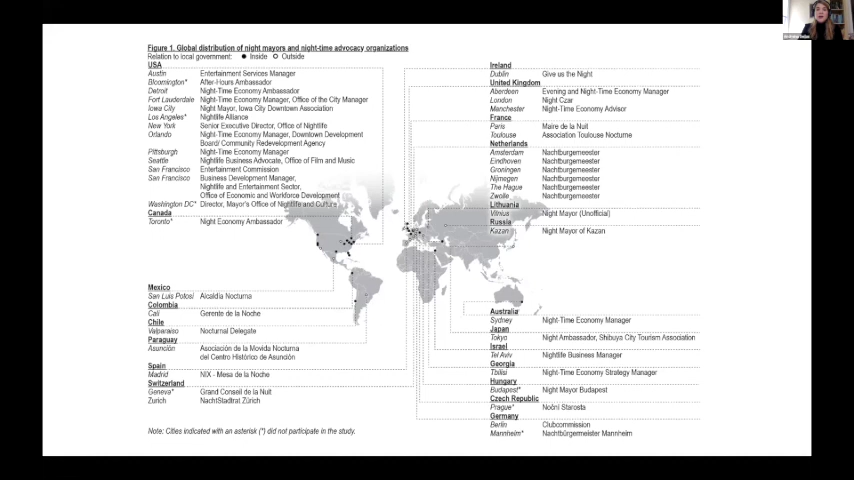 Figure 1. Global distribution of night mayors and night-time advocacy organizations
Relation to local government: ● Inside ○ Outside
USA
Austin Entertainment Services Manager
Bloomington* After-Hours Ambassador
Detroit Night-Time Economy Ambassador
Fort Lauderdale Night-Time Economy Manager, Office of the City Manager
Iowa City Night Mayor, Iowa City Downtown Association
Los Angeles* Nightlife Alliance
New York Senior Executive Director, Office of Nightlife
Orlando Night-Time Economy Manager, Downtown Development
Board/ Community Redevelopment Agency
Pittsburgh Night-Time Economy Manager
Seattle Nightlife Business Advocate, Office of Film and Music
San Francisco Entertainment Commission
San Francisco Business Development Manager,
Nightlife and Entertainment Sector,
Office of Economic and Workforce Development
Washington DC* Director, Mayor's Office of Nightlife and Culture
Canada
Toronto* Night Economy Ambassador
Mexico
San Luis Potosí Alcaldía Nocturna
Colombia
Cali Gerente de la Noche
Chile
Valparaiso Nocturnal Delegate
Paraguay
Asunción Asociación de la Movida Nocturna
del Centro Histórico de Asunción
Spain
Madrid NIX - Mesa de la Noche
Switzerland
Geneva* Grand Conseil de la Nuit
Zurich NachtStadtrat Zürich
Note: Cities indicated with an asterisk (*) did not participate in the study.
Ireland
Dublin Give us the Night
United Kingdom
Aberdeen Evening and Night-Time Economy Manager
London Night Czar
Manchester Night-Time Economy Advisor
France
Paris Maire de la Nuit
Toulouse Association Toulouse Nocturne
Netherlands
Amsterdam Nachtburgemeester
Eindhoven Nachtburgemeester
Groningen Nachtburgemeester
Nijmegen Nachtburgemeester
The Hague Nachtburgemeester
Zwolle Nachtburgemeester
Lithuania
Vilnius Night Mayor (Unofficial)
Russia
Kazan Night Mayor of Kazan
Australia
Sydney Night-Time Economy Manager
Japan
Tokyo Night Ambassador, Shibuya City Tourism Association
Israel
Tel Aviv Nightlife Business Manager
Georgia
Tbilisi Night-Time Economy Strategy Manager
Hungary
Budapest* Night Mayor Budapest
Czech Republic
Prague* Noční Starosta
Germany
Berlin Clubcommission
Mannheim* Nachtbürgermeister Mannheim